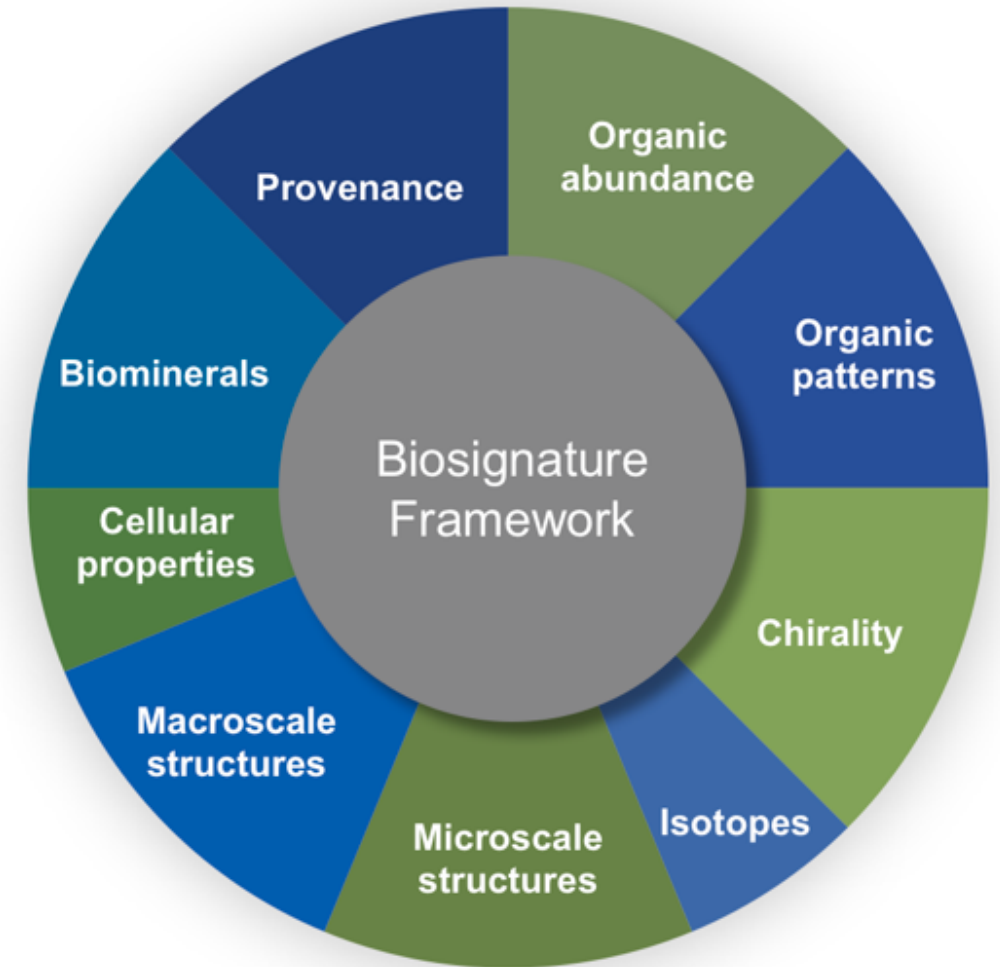 Biosignature
Framework
Organic
abundance
Organic
patterns
Chirality
Isotopes
Microscale
structures
Macroscale
structures
Cellular
properties
Biominerals
Provenance